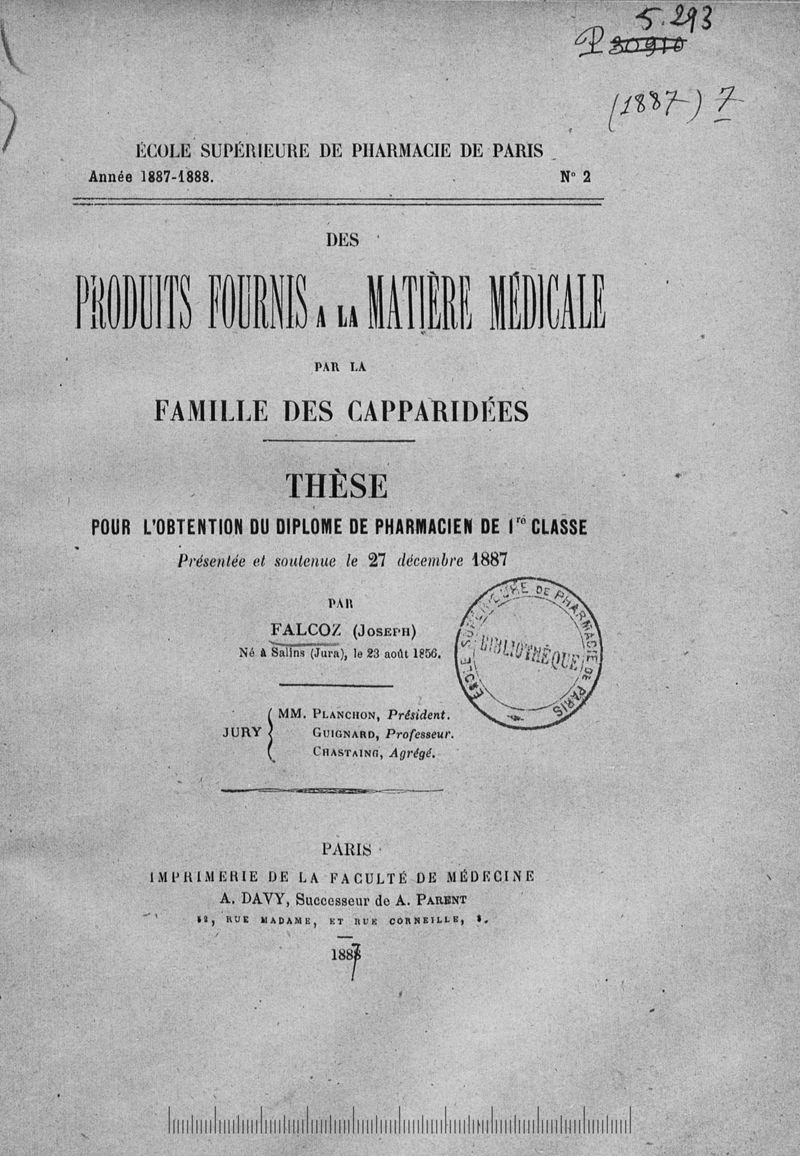 5.293
P 30910
(1887) 7
ÉCOLE SUPÉRIEURE DE PHARMACIE DE PARIS
Année 1887-1888. N° 2
DES
PRODUITS FOURNIS A LA MATIÈRE MÉDICALE
PAR LA
FAMILLE DES CAPPARIDÉES
THÈSE
POUR L'OBTENTION DU DIPLOME DE PHARMACIEN DE 1re CLASSE
Présentée et soutenue le 27 décembre 1887
PAR
FALCOZ (JOSEPH)
Né à Salins (Jura), le 23 août 1856.
ÉCOLE SUPÉRIEURE DE PHARMACIE DE PARIS
BIBLIOTHÈQUE
JURY
MM. PLANCHON, Président.
GUIGNARD, Professeur.
CHASTAING, Agrégé.
PARIS
IMPRIMERIE DE LA FACULTÉ DE MÉDECINE
A. DAVY, Successeur de A. PARENT
52, RUE MADAME, ET RUE CORNEILLE,
1887